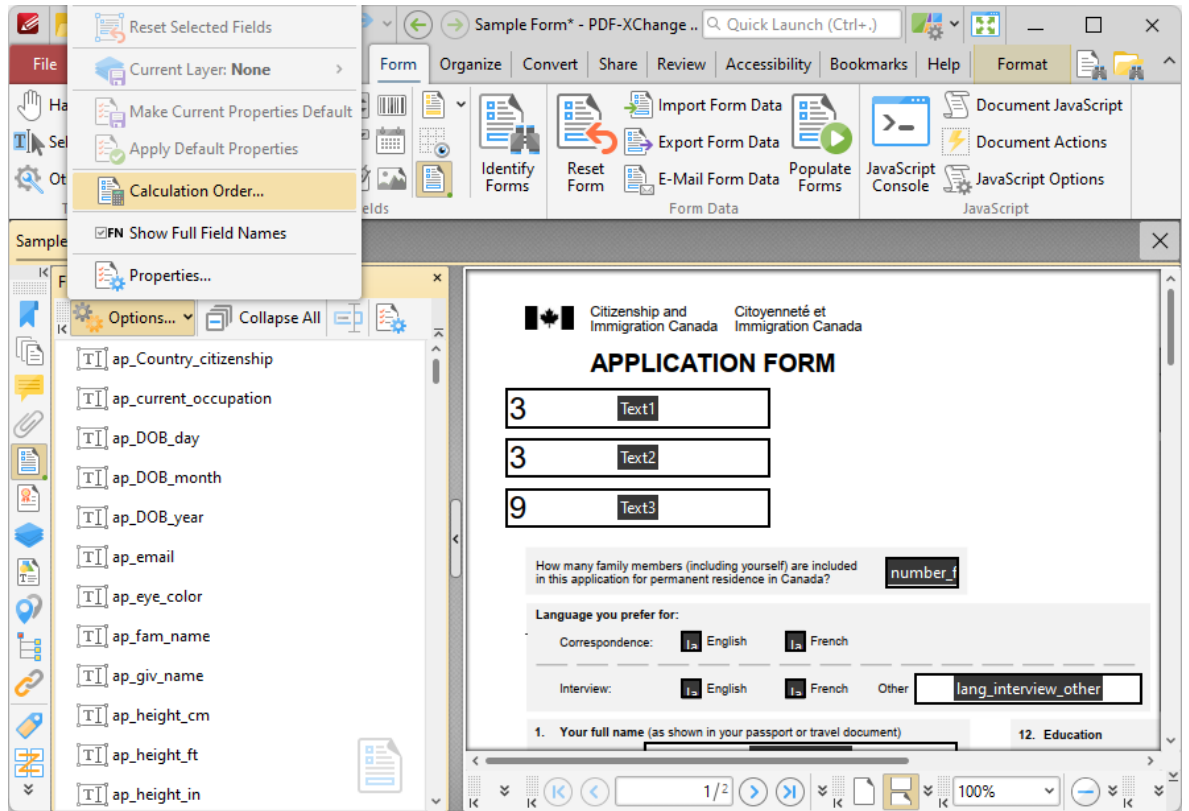 Sample Form* - PDF-XChange ..
Quick Launch (Ctrl+.)
File
Form
Organize
Convert
Share
Review
Accessibility
Bookmarks
Help
Format
Reset Selected Fields
Current Layer: None
Make Current Properties Default
Apply Default Properties
Calculation Order...
FN Show Full Field Names
Properties...
Identify Forms
Reset Form
Import Form Data
Export Form Data
E-Mail Form Data
Populate Forms
Form Data
JavaScript Console
Document JavaScript
Document Actions
JavaScript Options
JavaScript
Options...
Collapse All
ap_Country_citizenship
ap_current_occupation
ap_DOB_day
ap_DOB_month
ap_DOB_year
ap_email
ap_eye_color
ap_fam_name
ap_giv_name
ap_height_cm
ap_height_ft
ap_height_in
Citizenship and Immigration Canada
Citoyenneté et Immigration Canada
APPLICATION FORM
3 Text1
3 Text2
9 Text3
How many family members (including yourself) are included
in this application for permanent residence in Canada?
number_f
Language you prefer for:
Correspondence: la English la French
Interview: la English la French Other lang_interview_other
1. Your full name (as shown in your passport or travel document)
12. Education
1/2
100%